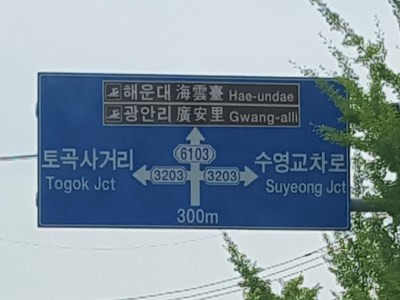 해운대 海雲臺 Hae-undae
광안리 廣安里 Gwang-alli
6103
토곡사거리
Togok Jct
3203
3203
수영교차로
Suyeong Jct
300m